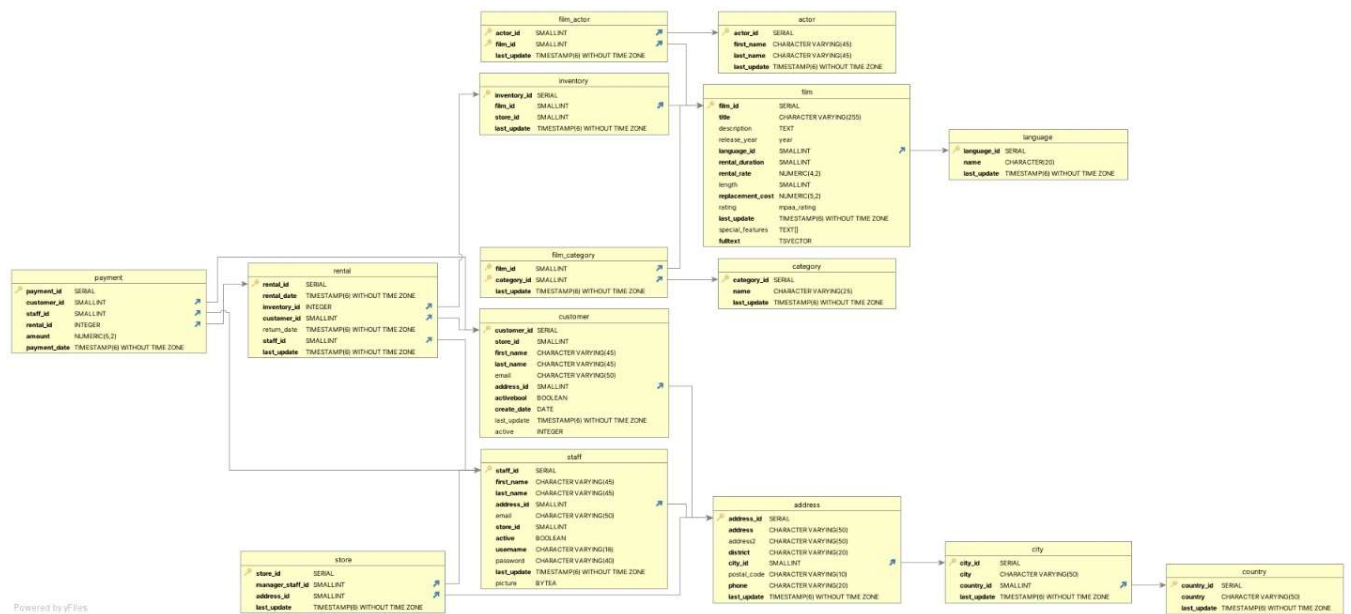 film_actor
actor_id SMALLINT
film_id SMALLINT
last_update TIMESTAMP(6) WITHOUT TIME ZONE
actor
actor_id SERIAL
first_name CHARACTER VARYING(45)
last_name CHARACTER VARYING(45)
last_update TIMESTAMP(6) WITHOUT TIME ZONE
inventory
inventory_id SERIAL
film_id SMALLINT
store_id SMALLINT
last_update TIMESTAMP(6) WITHOUT TIME ZONE
film
film_id SERIAL
title CHARACTER VARYING(255)
description TEXT
release_year year
language_id SMALLINT
rental_duration SMALLINT
rental_rate NUMERIC(4,2)
length SMALLINT
replacement_cost NUMERIC(5,2)
rating mpaa_rating
last_update TIMESTAMP(6) WITHOUT TIME ZONE
special_features TEXT[]
fulltext TSVECTOR
language
language_id SERIAL
name CHARACTER(20)
last_update TIMESTAMP(6) WITHOUT TIME ZONE
film_category
film_id SMALLINT
category_id SMALLINT
last_update TIMESTAMP(6) WITHOUT TIME ZONE
category
category_id SERIAL
name CHARACTER VARYING(25)
last_update TIMESTAMP(6) WITHOUT TIME ZONE
payment
payment_id SERIAL
customer_id SMALLINT
staff_id SMALLINT
rental_id INTEGER
amount NUMERIC(5,2)
payment_date TIMESTAMP(6) WITHOUT TIME ZONE
rental
rental_id SERIAL
rental_date TIMESTAMP(6) WITHOUT TIME ZONE
inventory_id INTEGER
customer_id SMALLINT
return_date TIMESTAMP(6) WITHOUT TIME ZONE
staff_id SMALLINT
last_update TIMESTAMP(6) WITHOUT TIME ZONE
customer
customer_id SERIAL
store_id SMALLINT
first_name CHARACTER VARYING(45)
last_name CHARACTER VARYING(45)
email CHARACTER VARYING(50)
address_id SMALLINT
activebool BOOLEAN
create_date DATE
last_update TIMESTAMP(6) WITHOUT TIME ZONE
active INTEGER
staff
staff_id SERIAL
first_name CHARACTER VARYING(45)
last_name CHARACTER VARYING(45)
address_id SMALLINT
email CHARACTER VARYING(50)
store_id SMALLINT
active BOOLEAN
username CHARACTER VARYING(16)
password CHARACTER VARYING(40)
last_update TIMESTAMP(6) WITHOUT TIME ZONE
picture BYTEA
address
address_id SERIAL
address CHARACTER VARYING(50)
address2 CHARACTER VARYING(50)
district CHARACTER VARYING(20)
city_id SMALLINT
postal_code CHARACTER VARYING(10)
phone CHARACTER VARYING(20)
last_update TIMESTAMP(6) WITHOUT TIME ZONE
store
store_id SERIAL
manager_staff_id SMALLINT
address_id SMALLINT
last_update TIMESTAMP(6) WITHOUT TIME ZONE
city
city_id SERIAL
city CHARACTER VARYING(50)
country_id SMALLINT
last_update TIMESTAMP(6) WITHOUT TIME ZONE
country
country_id SERIAL
country CHARACTER VARYING(50)
last_update TIMESTAMP(6) WITHOUT TIME ZONE
Powered by yFiles